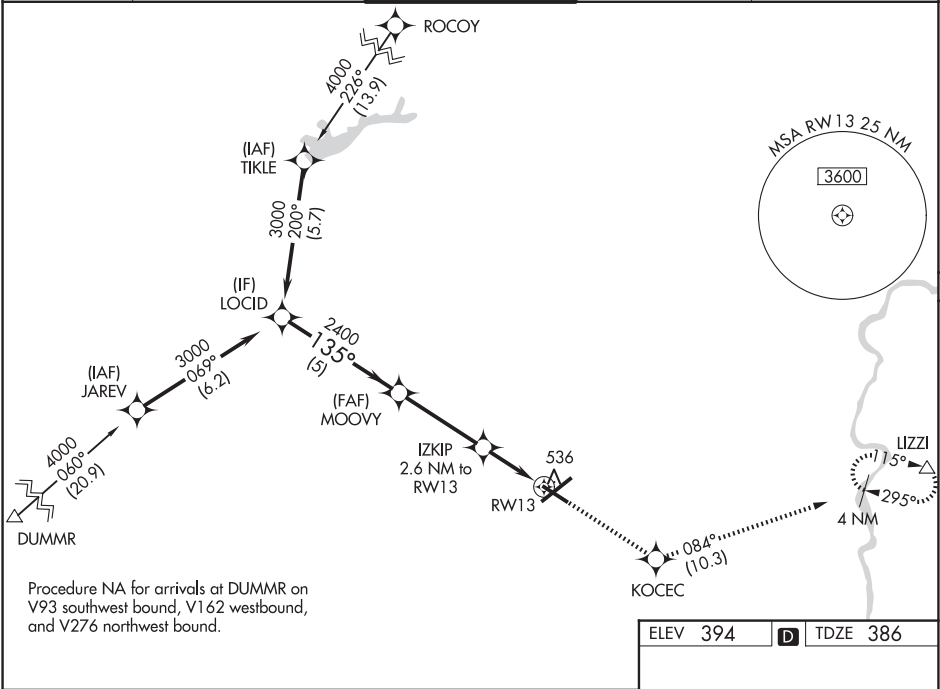 ROCOY
4000
226°
(13.9)
(IAF)
TIKLE
MSA RW13 25 NM
3600
3000
200°
(5.7)
(IF)
LOCID
2400
135°
(5)
3000
069°
(6.2)
(IAF)
JAREV
(FAF)
MOOVY
4000
060°
(20.9)
DUMMR
IZKIP
2.6 NM to
RW13
536
RW13
LIZZI
115°
295°
4 NM
084°
(10.3)
KOCEC
Procedure NA for arrivals at DUMMR on
V93 southwest bound, V162 westbound,
and V276 northwest bound.
ELEV 394 D TDZE 386